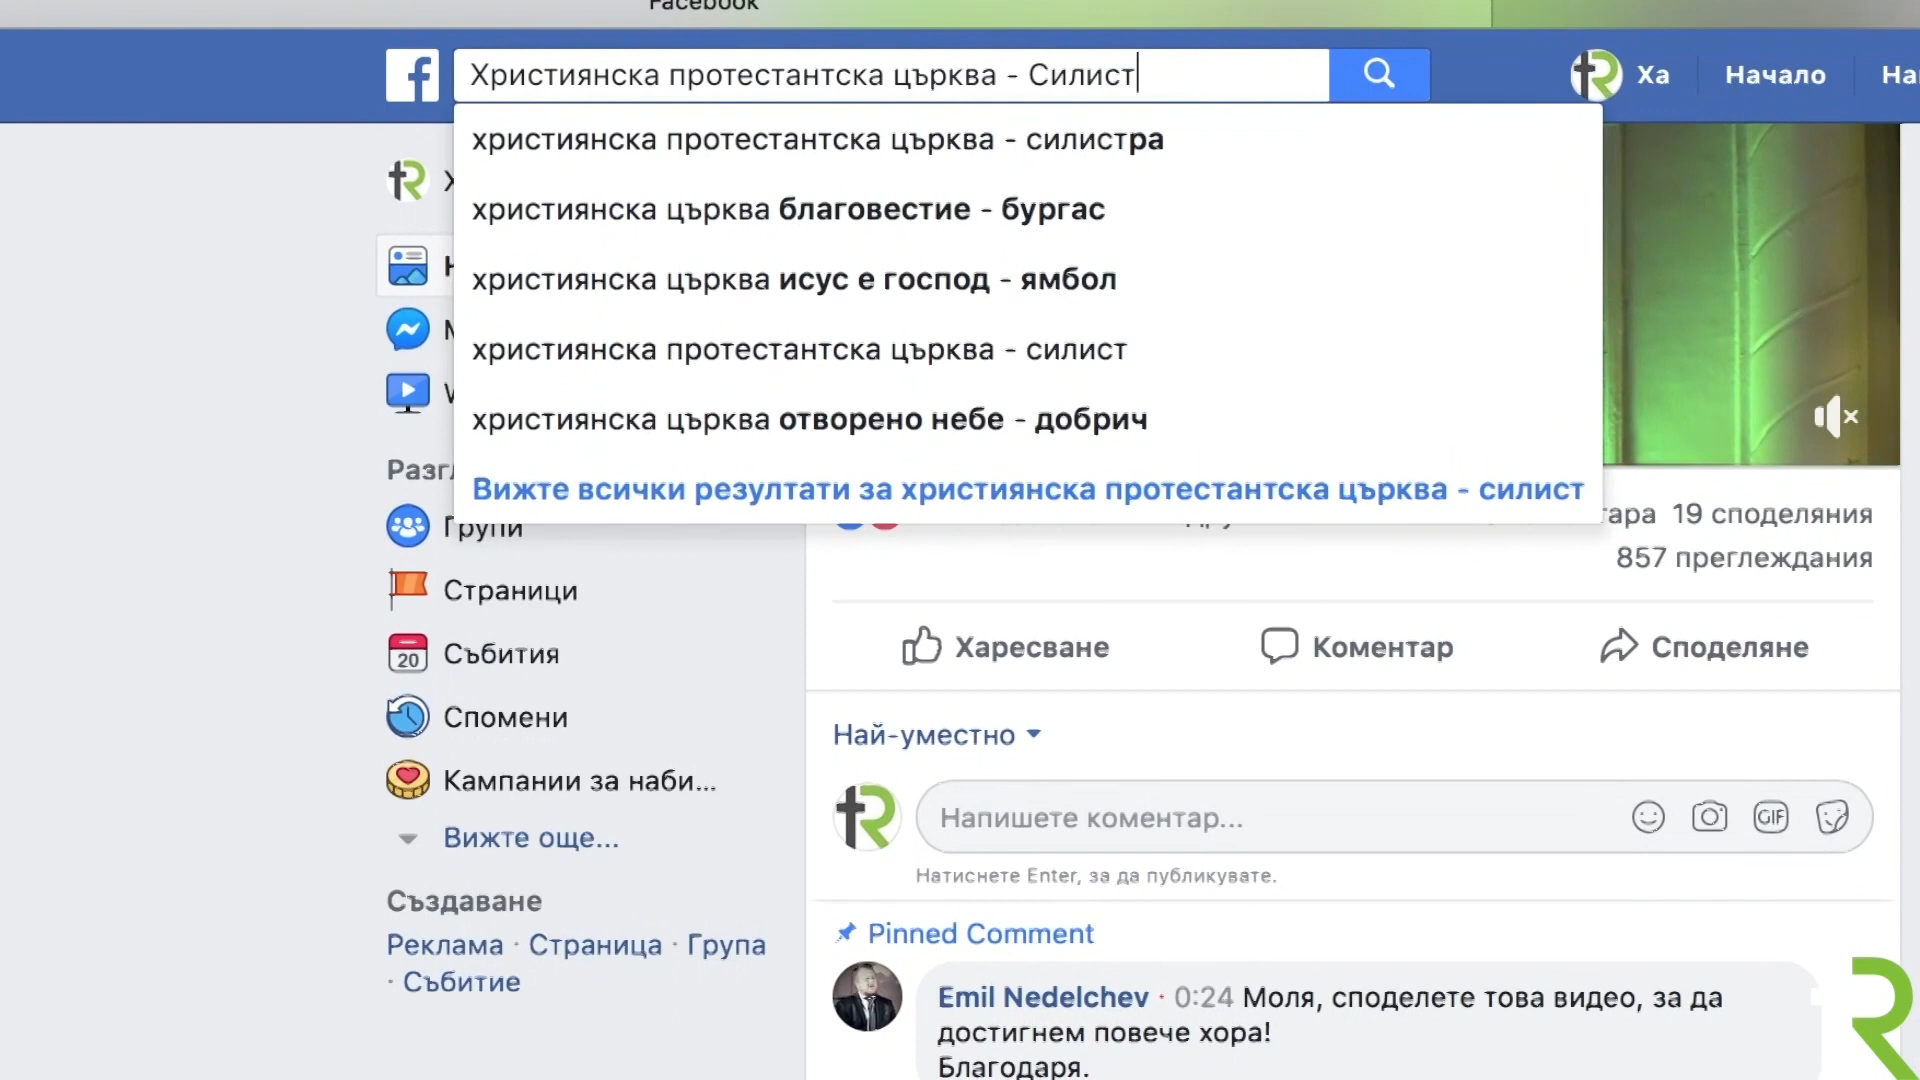 Facebook
Християнска протестантска църква - Силист
Ха
Начало
християнска протестантска църква - силистра
християнска църква благовестие - бургас
християнска църква исус е господ - ямбол
християнска протестантска църква - силист
християнска църква отворено небе - добрич
Вижте всички резултати за християнска протестантска църква - силист
Групи
Страници
Събития
20
Спомени
Кампании за наби...
Вижте още...
Създаване
Реклама · Страница · Група
· Събитие
19 споделяния
857 преглеждания
Харесване
Коментар
Споделяне
Най-уместно
Напишете коментар...
GIF
Натиснете Enter, за да публикувате.
Pinned Comment
Emil Nedelchev · 0:24 Моля, споделете това видео, за да
достигнем повече хора!
Благодаря.